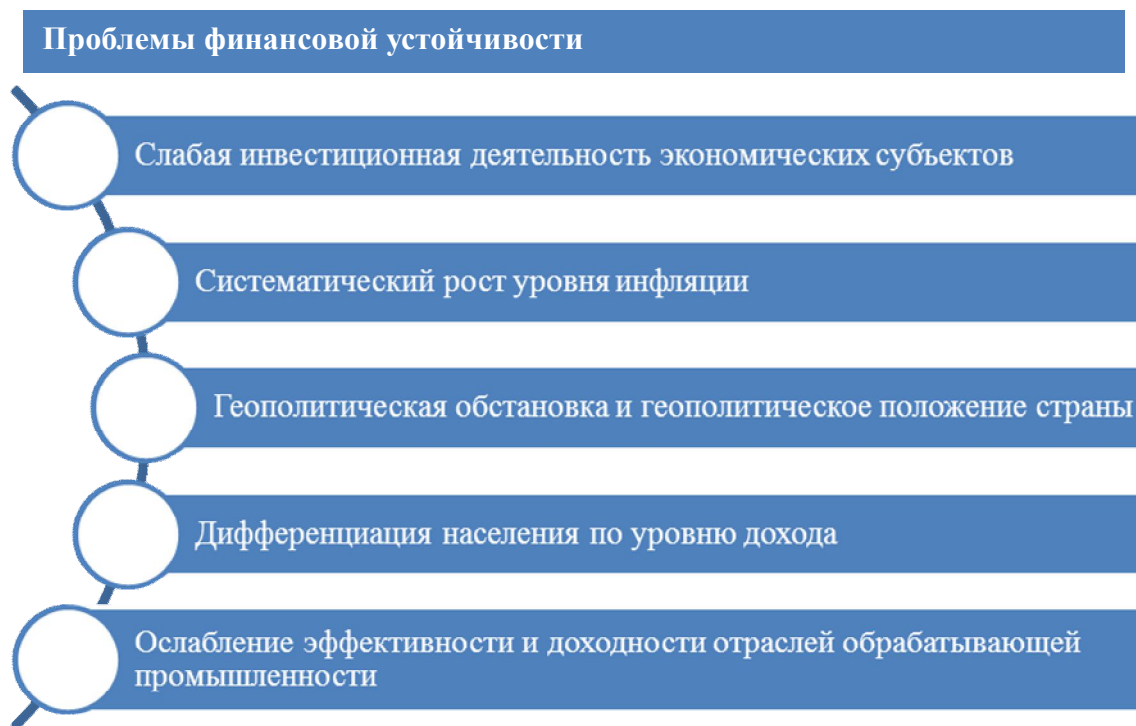 Проблемы финансовой устойчивости
Слабая инвестиционная деятельность экономических субъектов
Систематический рост уровня инфляции
Геополитическая обстановка и геополитическое положение страны
Дифференциация населения по уровню дохода
Ослабление эффективности и доходности отраслей обрабатывающей
промышленности